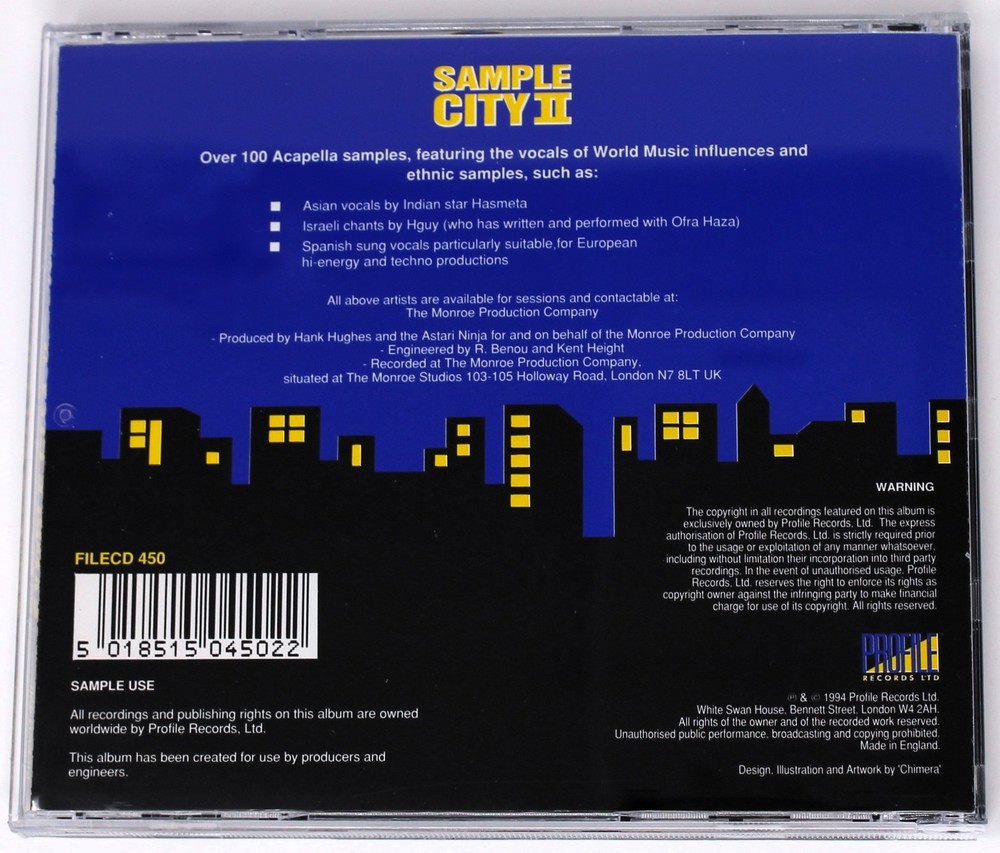 SAMPLE
CITY II
Over 100 Acapella samples, featuring the vocals of World Music influences and
ethnic samples, such as:
Asian vocals by Indian star Hasmeta
Israeli chants by Hguy (who has written and performed with Ofra Haza)
Spanish sung vocals particularly suitable,for European
hi-energy and techno productions
All above artists are available for sessions and contactable at:
The Monroe Production Company
- Produced by Hank Hughes and the Astari Ninja for and on behalf of the Monroe Production Company
- Engineered by R. Benou and Kent Height
- Recorded at The Monroe Production Company,
situated at The Monroe Studios 103-105 Holloway Road, London N7 8LT UK
FILECD 450
5 018515 045022
SAMPLE USE
All recordings and publishing rights on this album are owned
worldwide by Profile Records, Ltd.
This album has been created for use by producers and
engineers.
WARNING
The copyright in all recordings featured on this album is
exclusively owned by Profile Records, Ltd. The express
authorisation of Profile Records, Ltd. is strictly required prior
to the usage or exploitation of any manner whatsoever,
including without limitation their incorporation into third party
recordings. In the event of unauthorised usage, Profile
Records, Ltd. reserves the right to enforce its rights as
copyright owner against the infringing party to make financial
charge for use of its copyright. All rights reserved.
PROFILE
RECORDS LTD
℗ & © 1994 Profile Records Ltd.
White Swan House, Bennett Street, London W4 2AH.
All rights of the owner and of the recorded work reserved.
Unauthorised public performance, broadcasting and copying prohibited.
Made in England.
Design, Illustration and Artwork by 'Chimera'